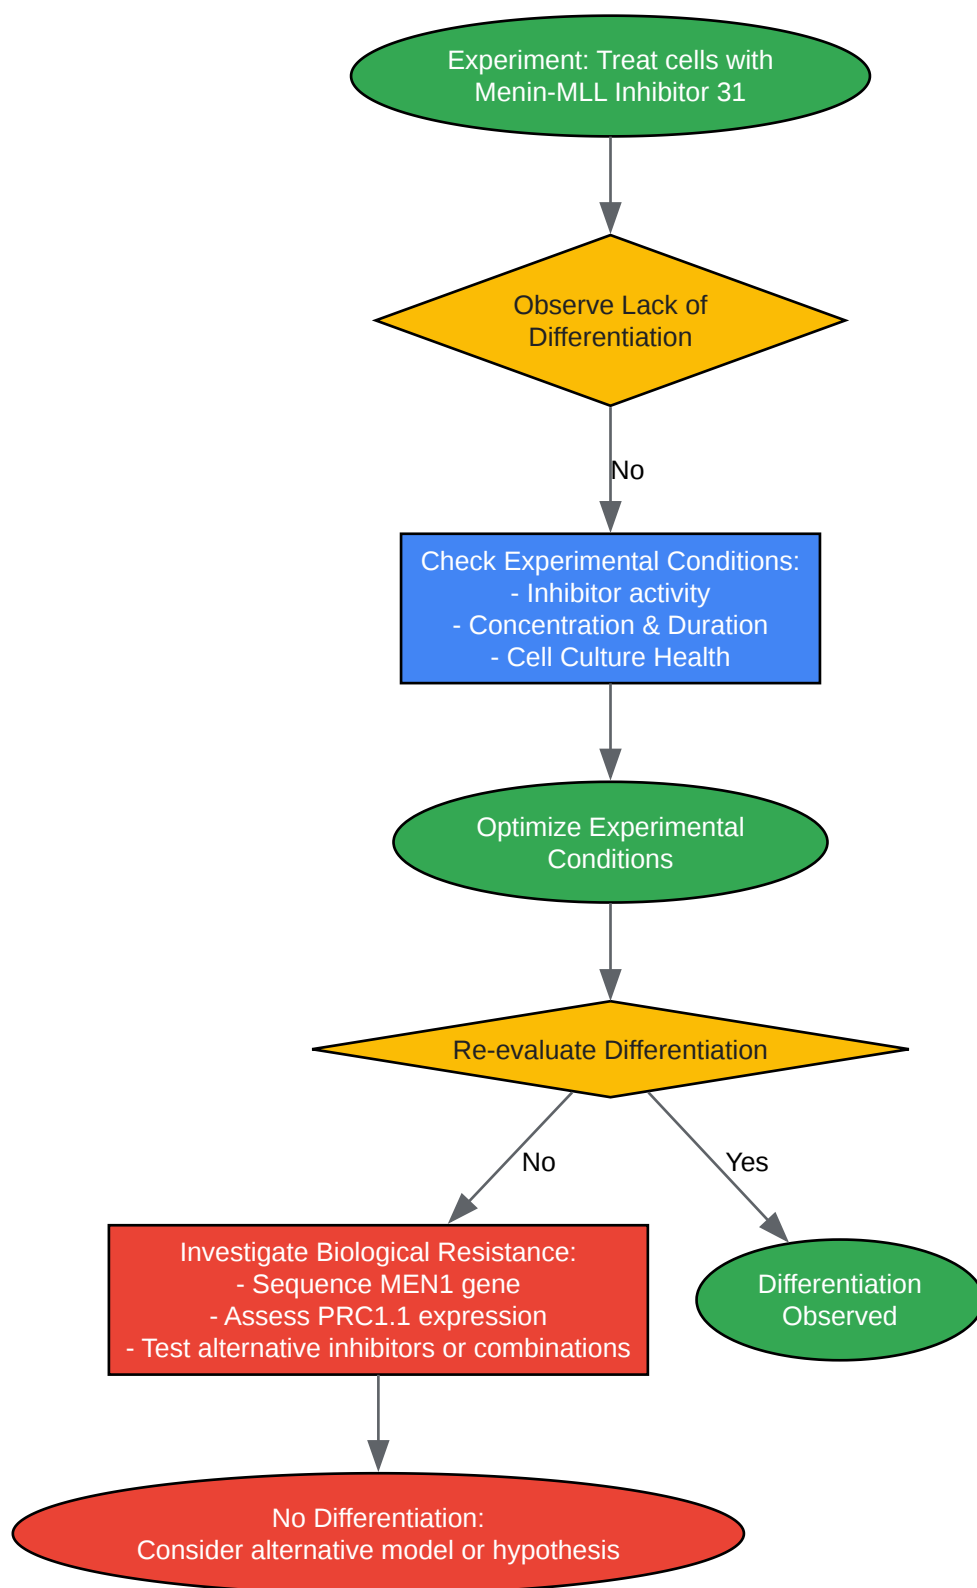 Experiment: Treat cells with
Menin-MLL Inhibitor 31
Observe Lack of
Differentiation
No
Check Experimental Conditions:
- Inhibitor activity
- Concentration & Duration
- Cell Culture Health
Optimize Experimental
Conditions
Re-evaluate Differentiation
No
Yes
Investigate Biological Resistance:
- Sequence MEN1 gene
- Assess PRC1.1 expression
- Test alternative inhibitors or combinations
Differentiation
Observed
No Differentiation:
Consider alternative model or hypothesis